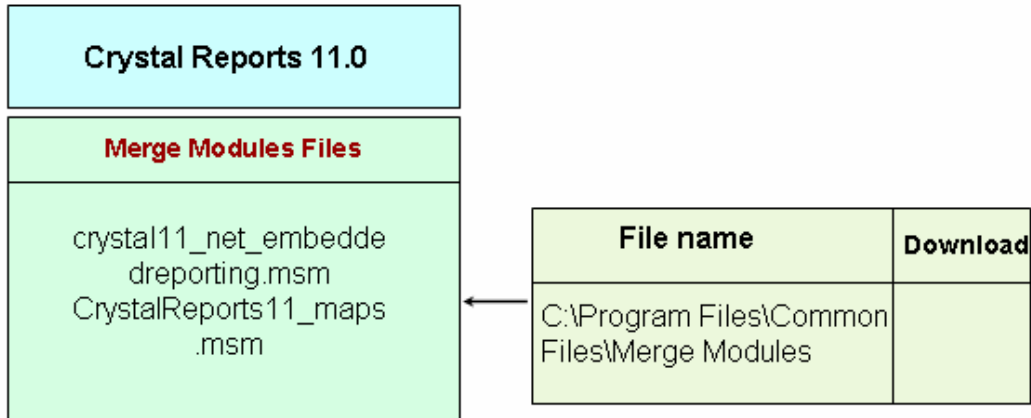 Crystal Reports 11.0
Merge Modules Files
crystal11_net_embedde
dreporting.msm
CrystalReports11_maps
.msm
File name
Download
C:\Program Files\Common
Files\Merge Modules